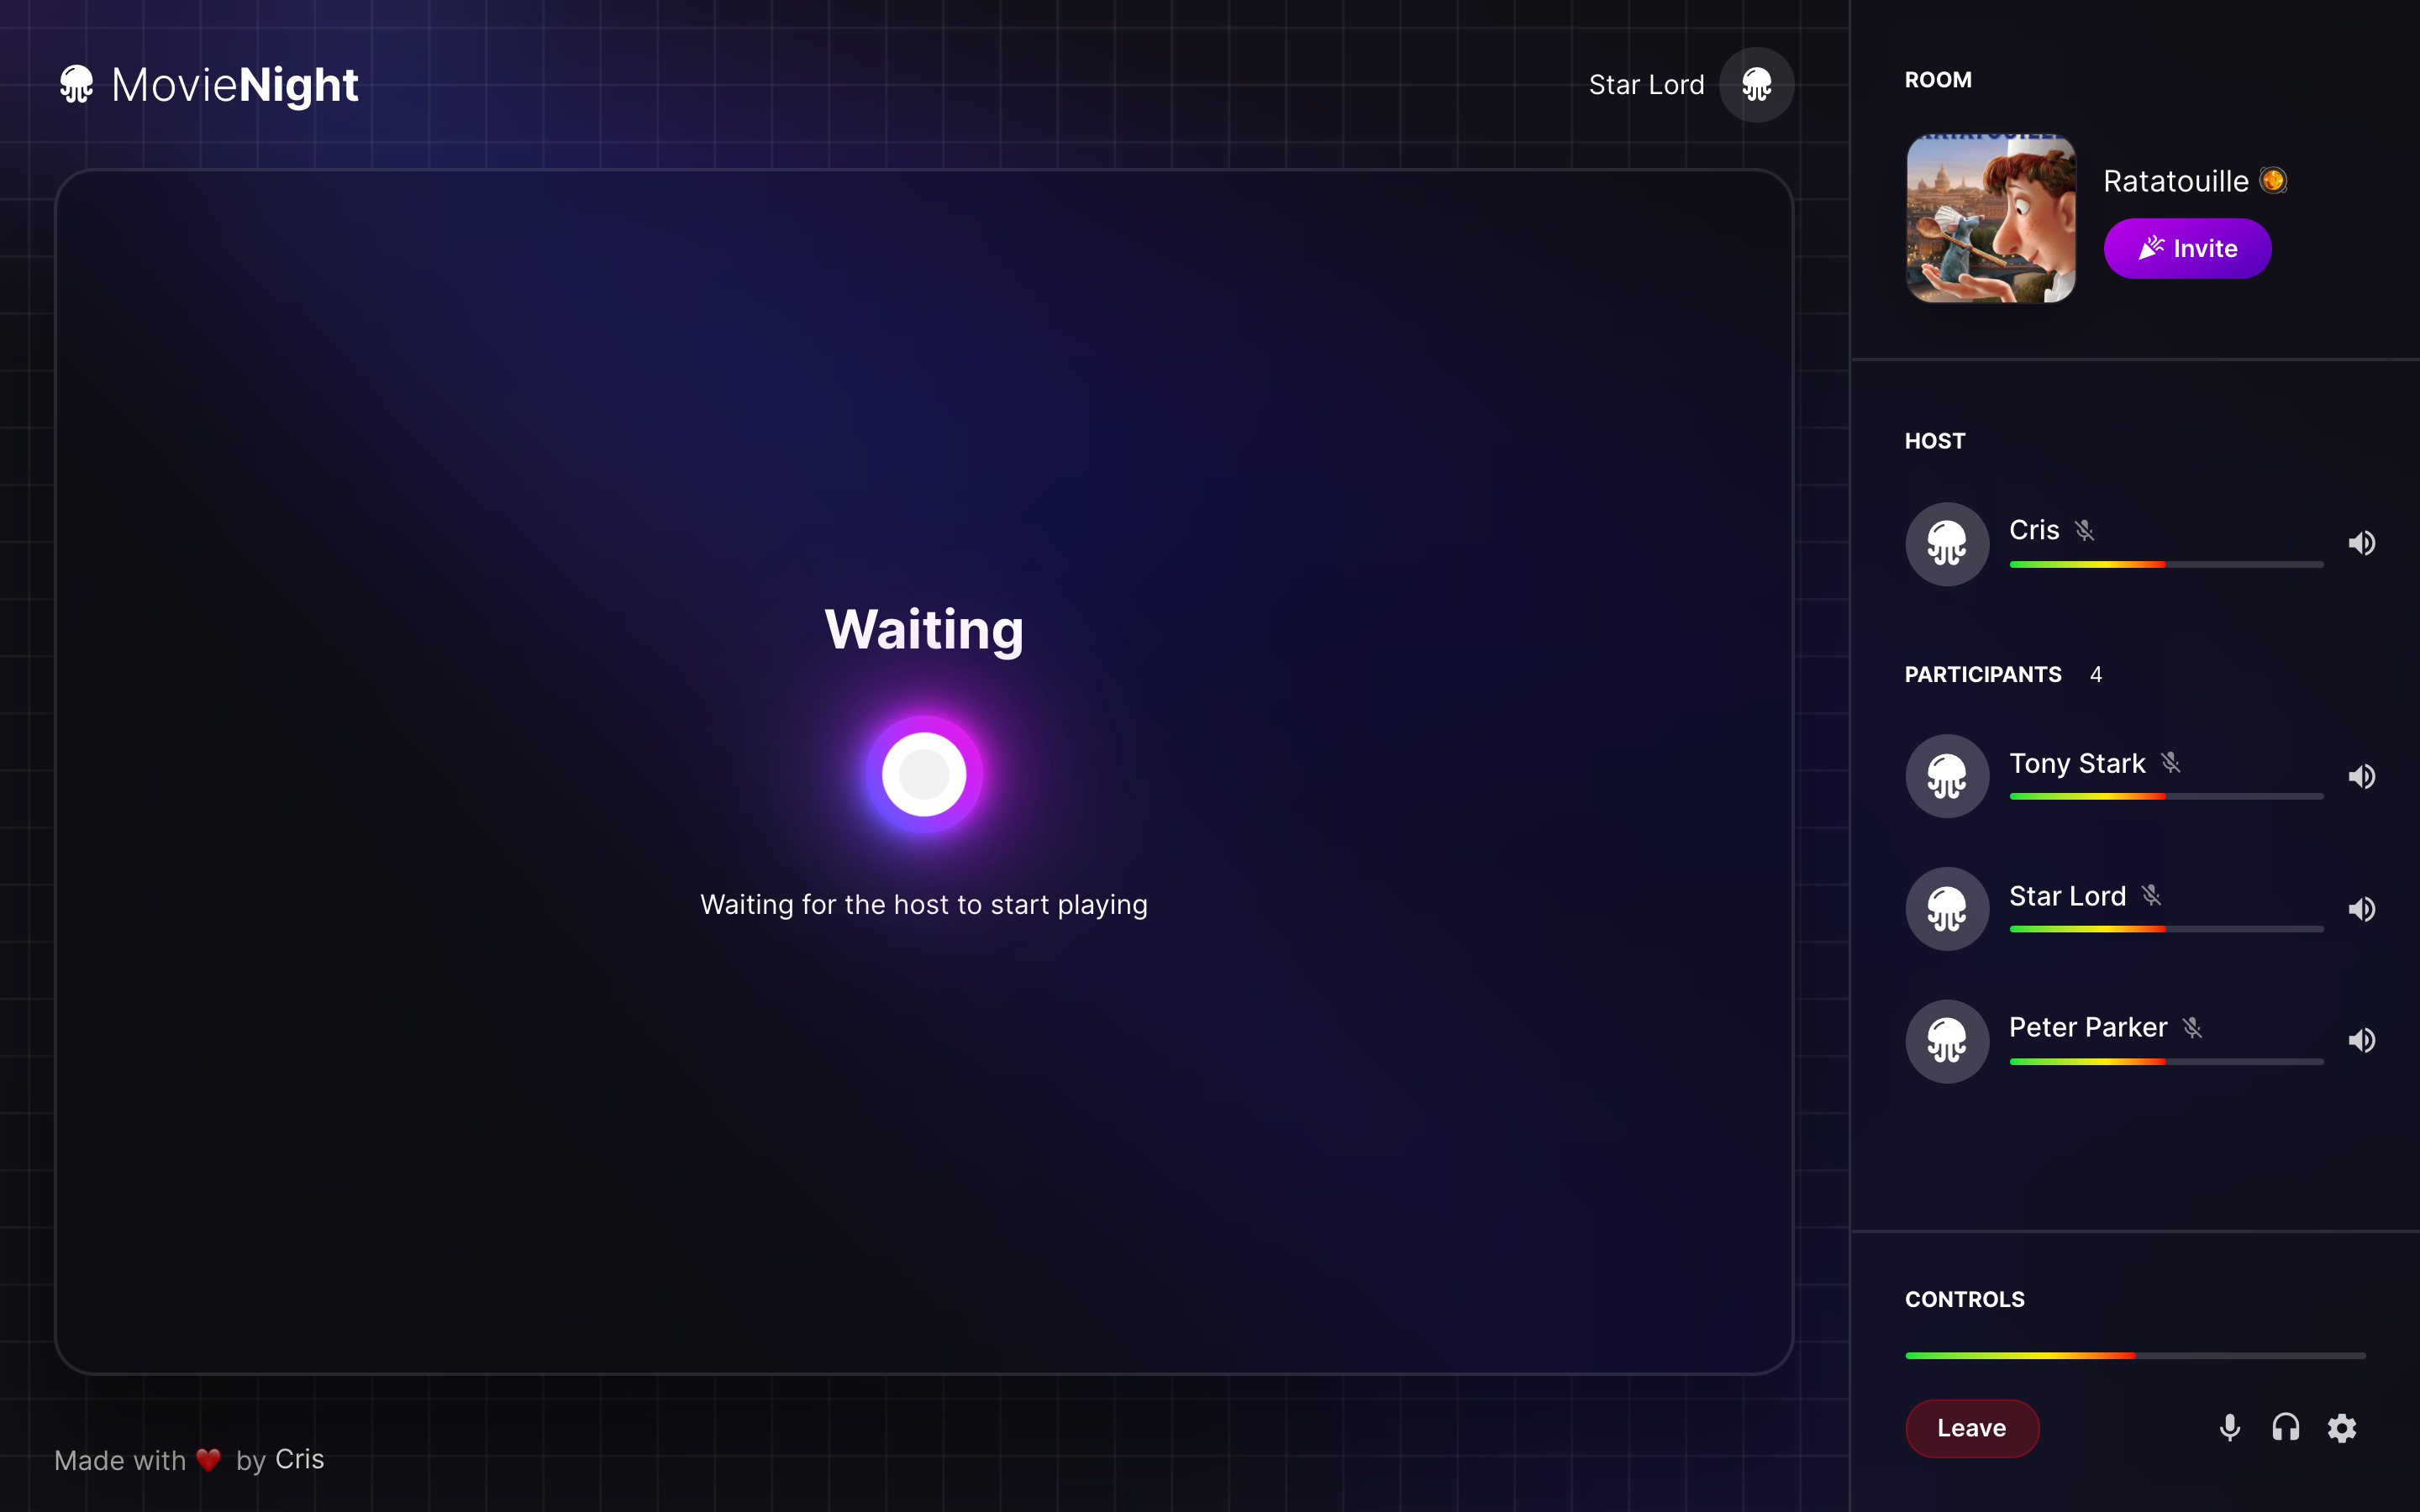 MovieNight
Star Lord
Waiting
Waiting for the host to start playing
Made with ❤️ by Cris
ROOM
Ratatouille
Invite
HOST
Cris
PARTICIPANTS 4
Tony Stark
Star Lord
Peter Parker
CONTROLS
Leave